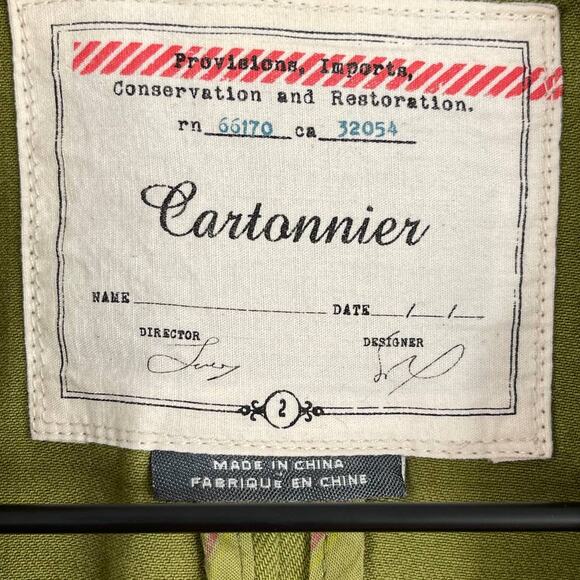 Provisions, Imports,
Conservation and Restoration.
rn 66170 ca 32054
Cartonnier
NAME DATE / /
DIRECTOR DESIGNER
2
MADE IN CHINA
FABRIQUÉ EN CHINE